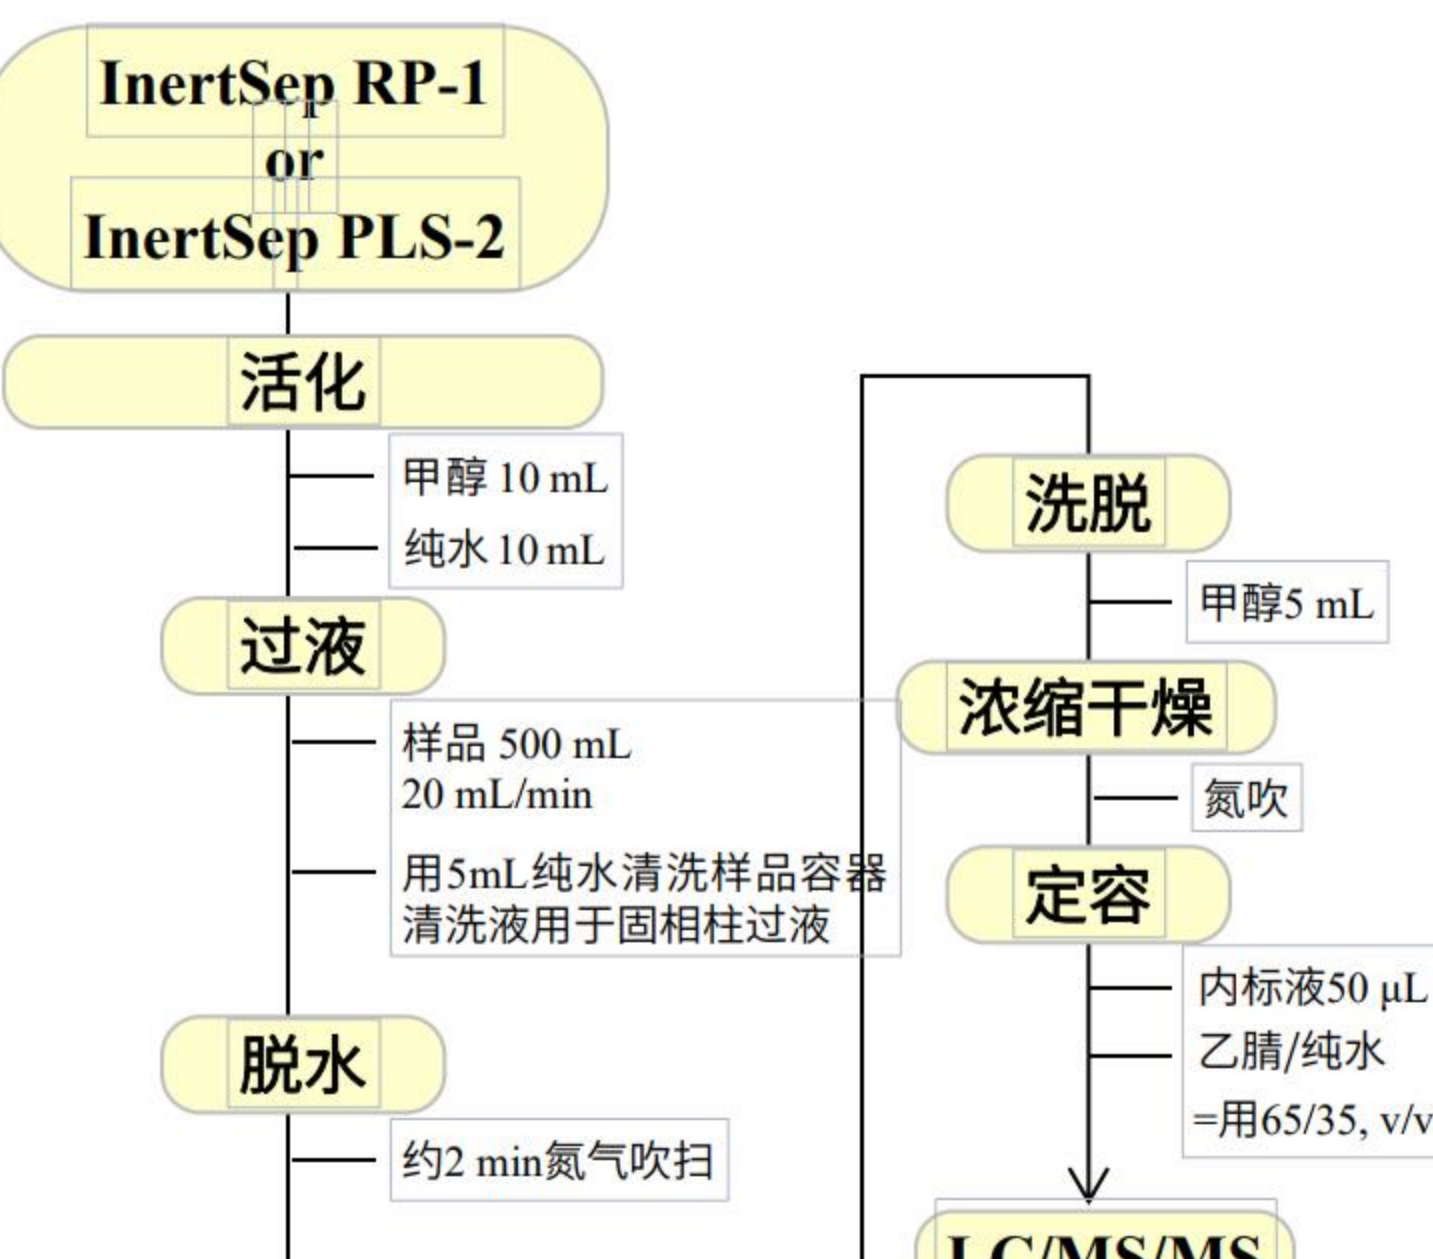 InertSep RP-1
or
InertSep PLS-2
活化
甲醇 10 mL
纯水 10 mL
过液
样品 500 mL
20 mL/min
用5mL纯水清洗样品容器
清洗液用于固相柱过液
脱水
约2 min氮气吹扫
洗脱
甲醇5 mL
浓缩干燥
氮吹
定容
内标液50 μL
乙腈/纯水
=用65/35, v/v
LC/MS/MS